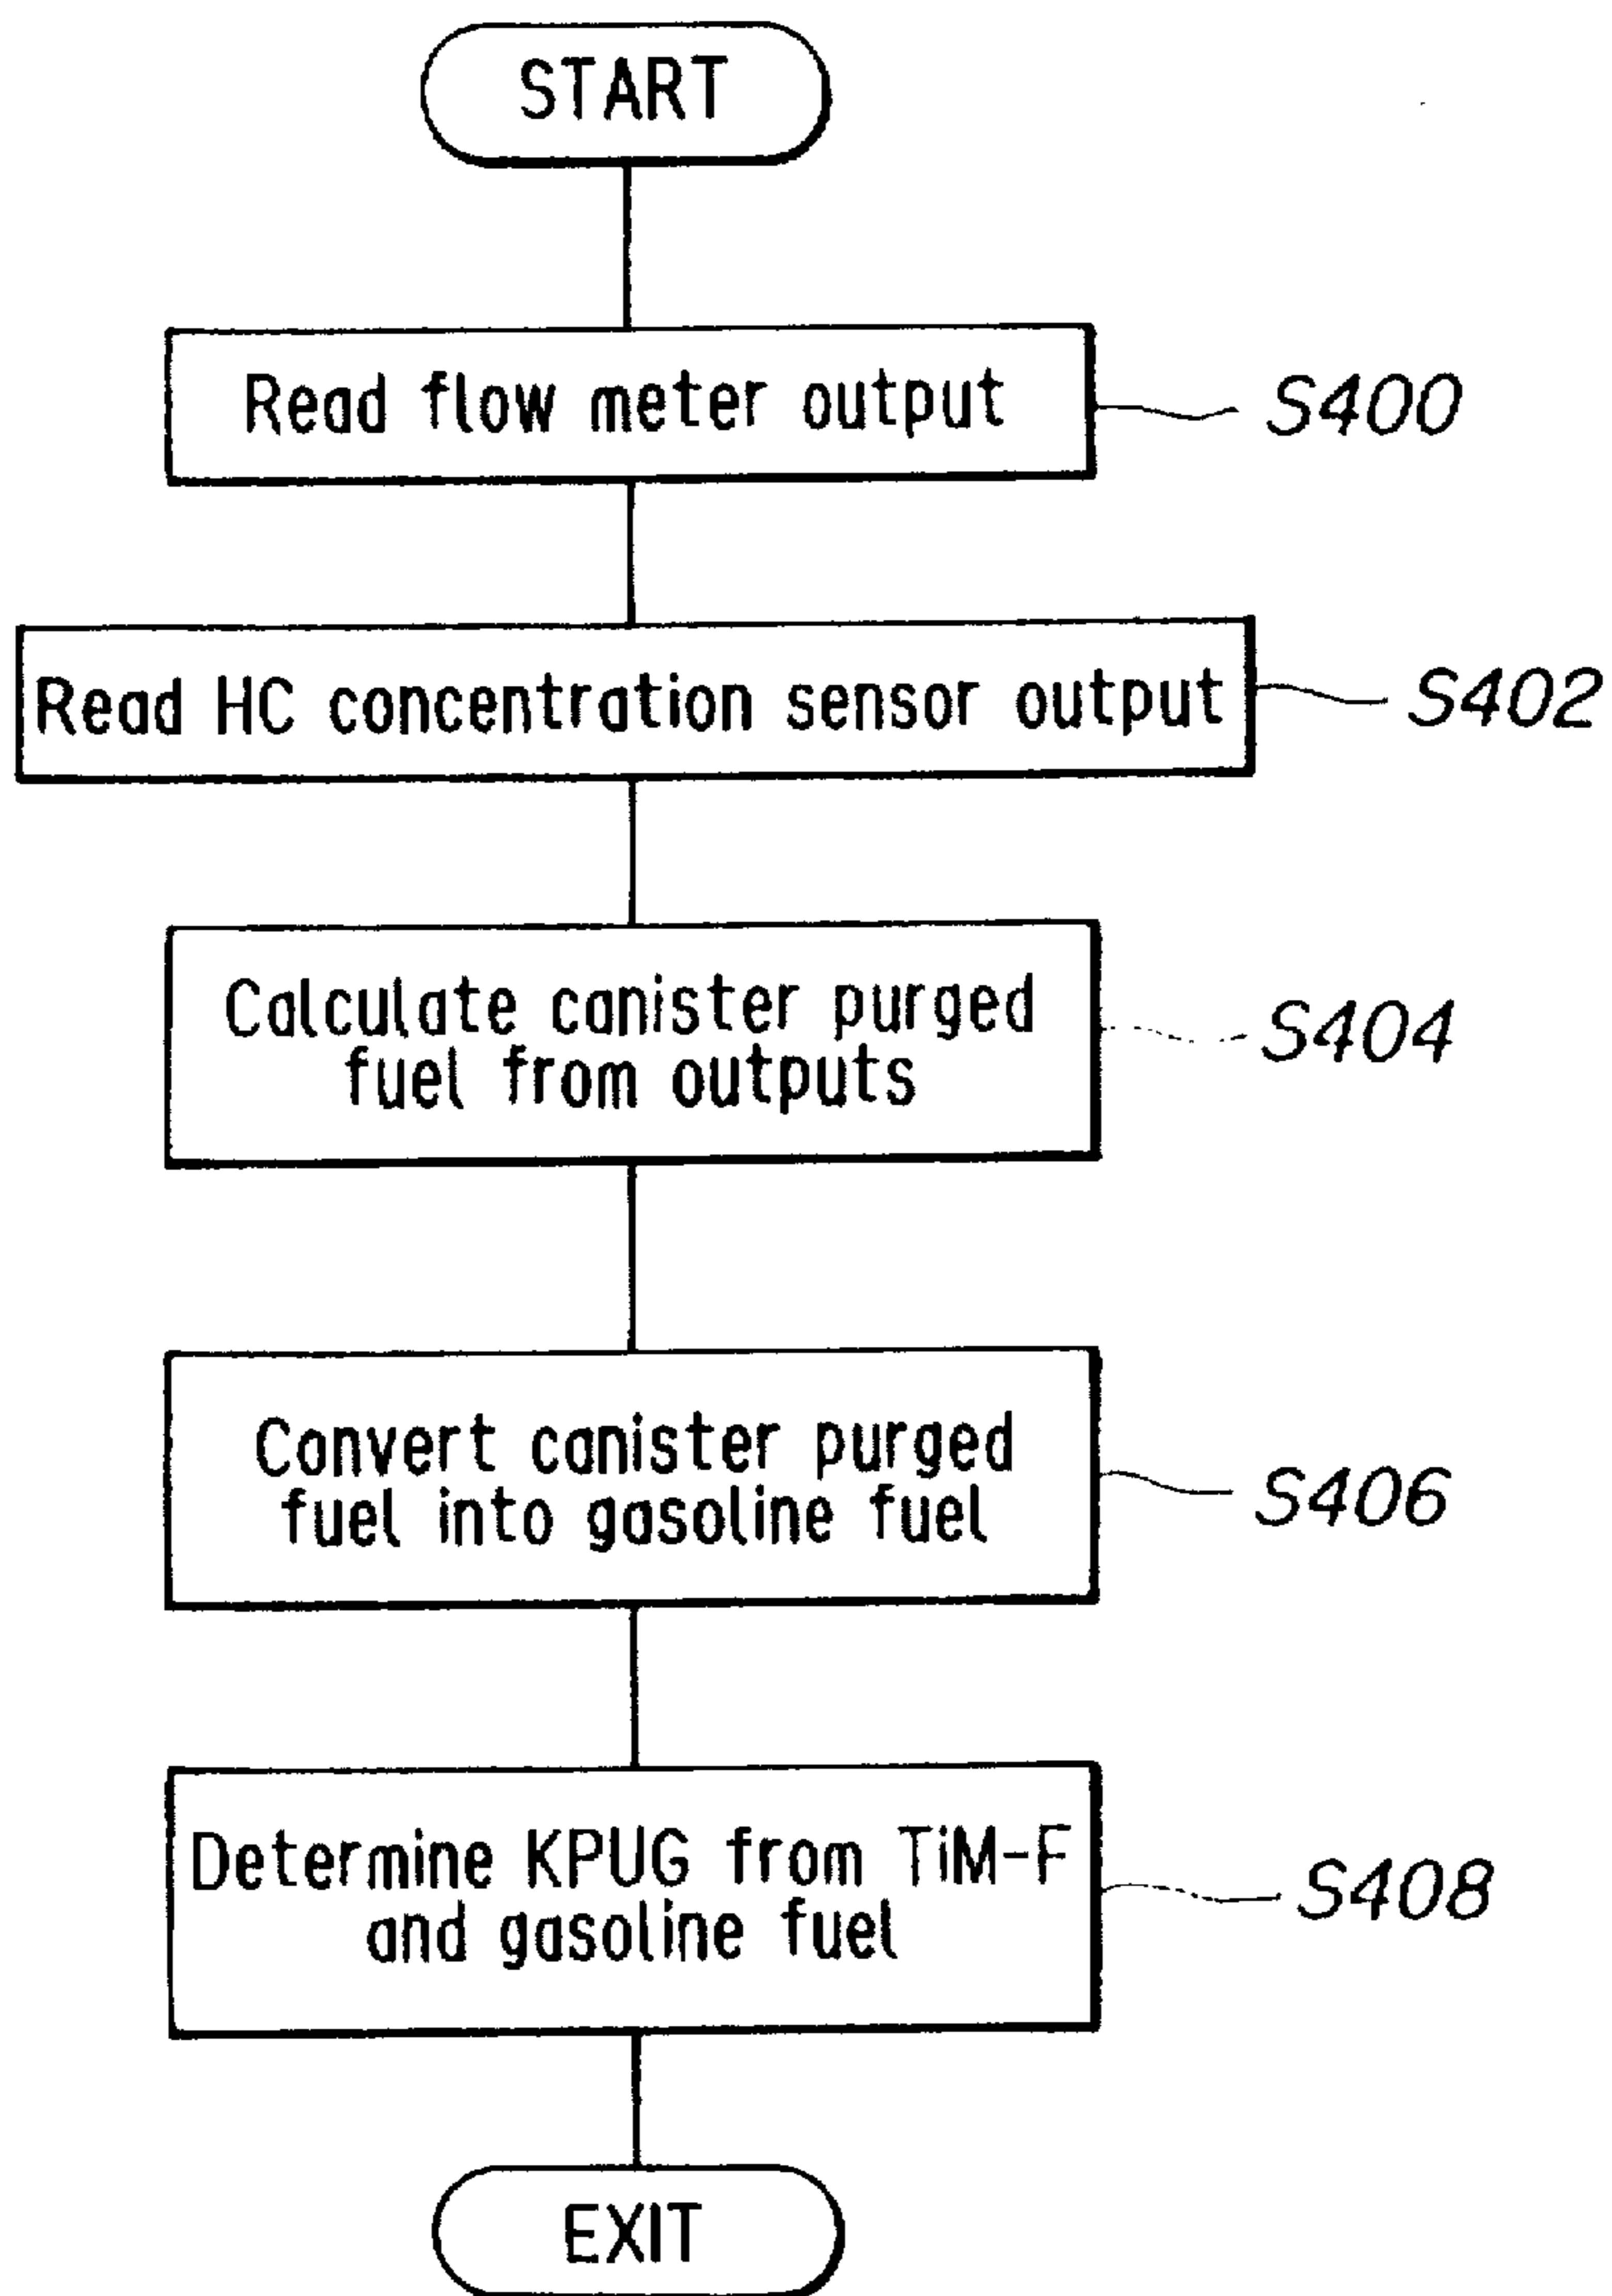 START
Read flow meter output
S400
Read HC concentration sensor output
S402
Calculate canister purged
fuel from outputs
S404
Convert canister purged
fuel into gasoline fuel
S406
Determine KPUG from TiM-F
and gasoline fuel
S408
EXIT